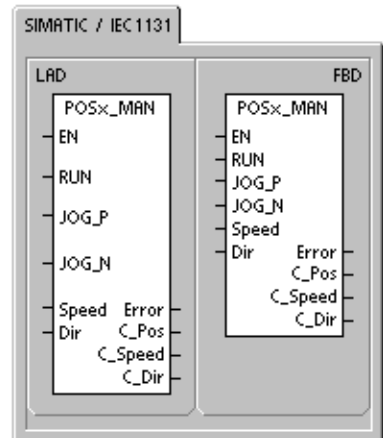 SIMATIC / IEC1131
LAD
POSx_MAN
EN
RUN
JOG_P
JOG_N
Speed Error
Dir C_Pos
C_Speed
C_Dir
FBD
POSx_MAN
EN
RUN
JOG_P
JOG_N
Speed
Dir Error
C_Pos
C_Speed
C_Dir